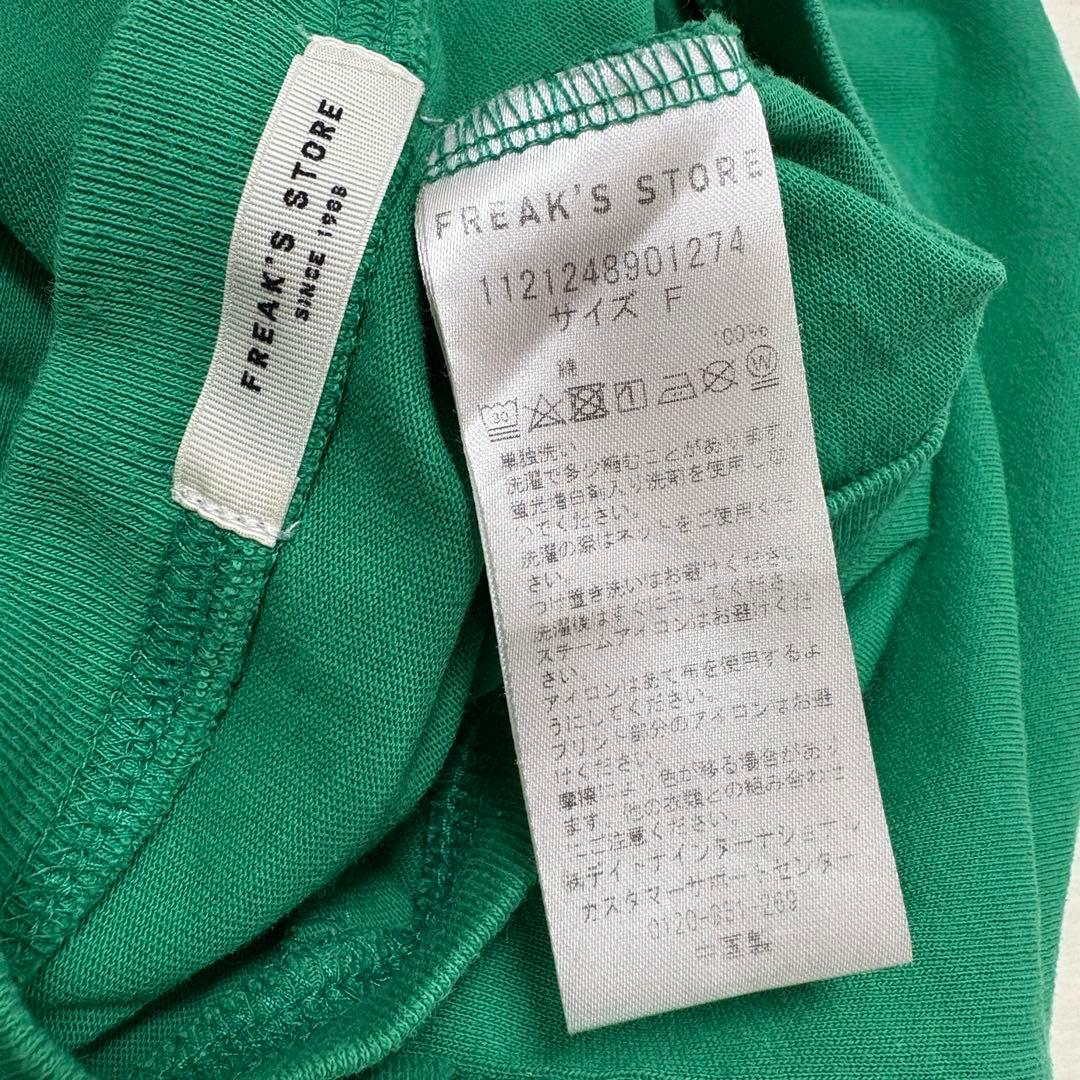 FREAK'S STORE
SINCE 1986
FREAK'S STORE
1121248901274
サイズ F
綿 100%
30
W
単独洗い
洗濯で多少縮むことがあります。
蛍光増白剤入り洗剤を使用しな
いでください。
洗濯の際はネットをご使用くだ
さい。
つけ置き洗いはお避けください。
洗濯後はすぐに干してください。
スチームアイロンはお避けくだ
さい。
アイロンはあて布を使用するよ
うにしてください。
プリント部分のアイロンはお避
けください。
摩擦により色が移る場合があり
ます。他の衣類との組み合わせに
ご注意ください。
㈱デイトナインターナショナル
カスタマーサポートセンター
中国製